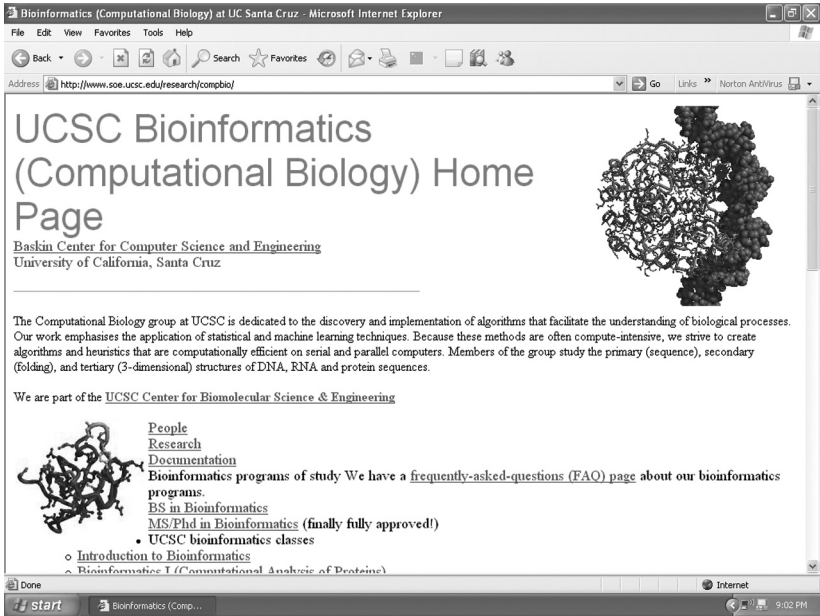 Bioinformatics (Computational Biology) at UC Santa Cruz - Microsoft Internet Explorer
File Edit View Favorites Tools Help
Back Search Favorites
Address http://www.soe.ucsc.edu/research/compbio/ Go Links » Norton AntiVirus
UCSC Bioinformatics
(Computational Biology) Home
Page
Baskin Center for Computer Science and Engineering
University of California, Santa Cruz
The Computational Biology group at UCSC is dedicated to the discovery and implementation of algorithms that facilitate the understanding of biological processes.
Our work emphasises the application of statistical and machine learning techniques. Because these methods are often compute-intensive, we strive to create
algorithms and heuristics that are computationally efficient on serial and parallel computers. Members of the group study the primary (sequence), secondary
(folding), and tertiary (3-dimensional) structures of DNA, RNA and protein sequences.
We are part of the UCSC Center for Biomolecular Science & Engineering
People
Research
Documentation
Bioinformatics programs of study We have a frequently-asked-questions (FAQ) page about our bioinformatics
programs.
BS in Bioinformatics
MS/Phd in Bioinformatics (finally fully approved!)
• UCSC bioinformatics classes
○ Introduction to Bioinformatics
○ Bioinformatics I (Computational Analysis of Proteins)
Done Internet
start Bioinformatics (Comp... 9:02 PM